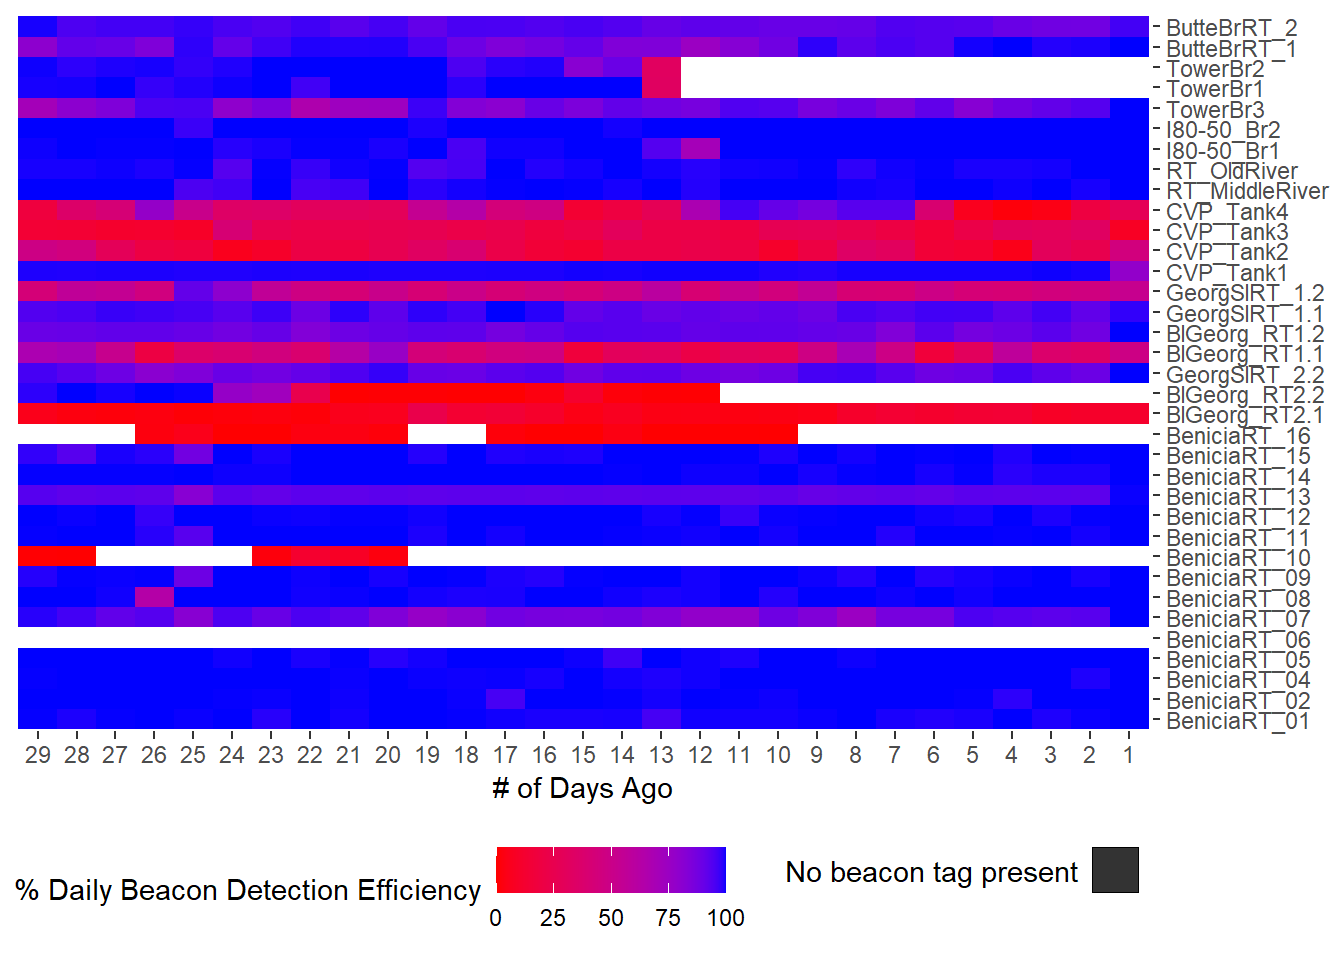 ButteBrRT_2
ButteBrRT_1
TowerBr2
TowerBr1
TowerBr3
I80-50_Br2
I80-50_Br1
RT_OldRiver
RT_MiddleRiver
CVP_Tank4
CVP_Tank3
CVP_Tank2
CVP_Tank1
GeorgSlRT_1.2
GeorgSlRT_1.1
BlGeorg_RT1.2
BlGeorg_RT1.1
GeorgSlRT_2.2
BlGeorg_RT2.2
BlGeorg_RT2.1
BeniciaRT_16
BeniciaRT_15
BeniciaRT_14
BeniciaRT_13
BeniciaRT_12
BeniciaRT_11
BeniciaRT_10
BeniciaRT_09
BeniciaRT_08
BeniciaRT_07
BeniciaRT_06
BeniciaRT_05
BeniciaRT_04
BeniciaRT_02
BeniciaRT_01
29 28 27 26 25 24 23 22 21 20 19 18 17 16 15 14 13 12 11 10 9 8 7 6 5 4 3 2 1
# of Days Ago
% Daily Beacon Detection Efficiency
0 25 50 75 100
No beacon tag present